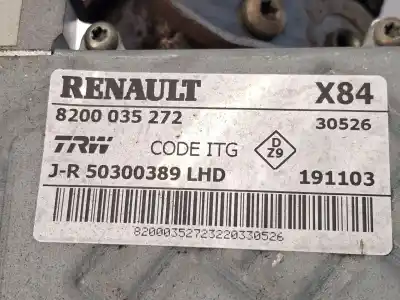 RENAULT X84
8200 035 272 30526
TRW CODE ITG D Z9
J-R 50300389 LHD 191103
82000352723220330526